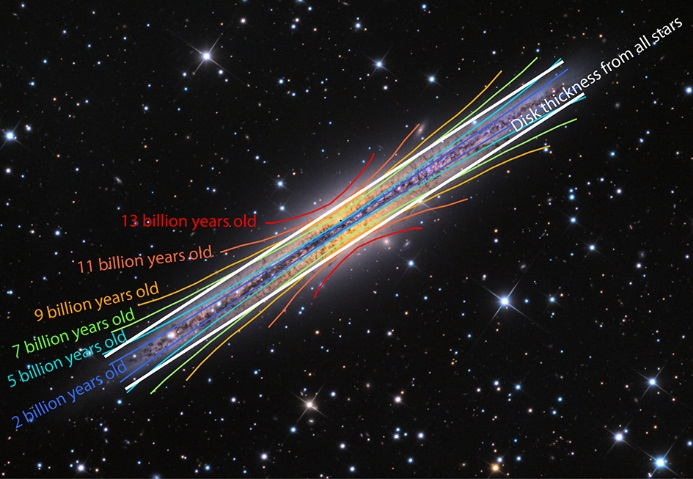 Disk thickness from all stars
13 billion years old
11 billion years old
9 billion years old
7 billion years old
5 billion years old
2 billion years old